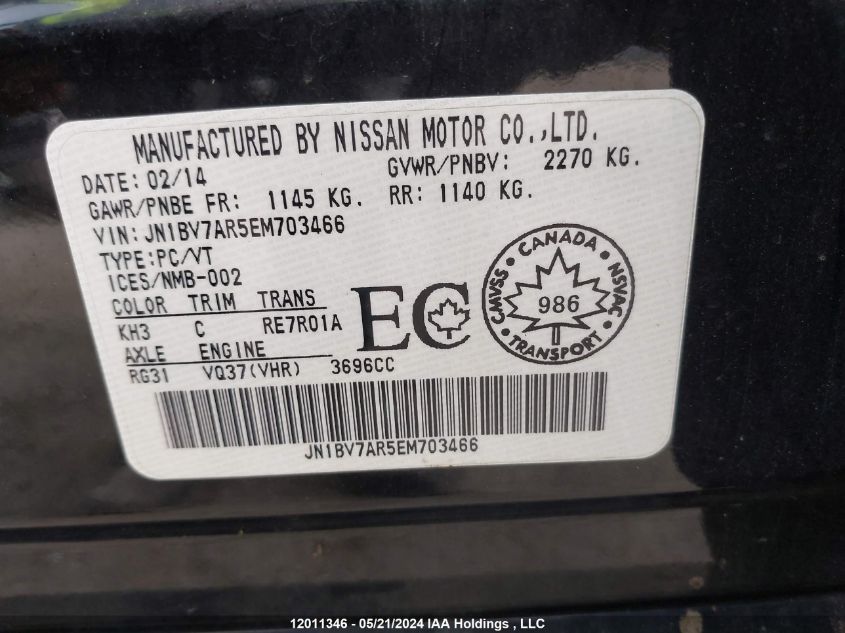 MANUFACTURED BY NISSAN MOTOR CO.,LTD.
DATE: 02/14 GVWR/PNBV: 2270 KG.
GAWR/PNBE FR: 1145 KG. RR: 1140 KG.
VIN: JN1BV7AR5EM703466
TYPE:PC/VT
ICES/NMB-002
COLOR TRIM TRANS
KH3 C RE7R01A
AXLE ENGINE
RG31 VQ37(VHR) 3696CC
EC
CANADA
CMVSS NSVAC
986
TRANSPORT
JN1BV7AR5EM703466
12011346 - 05/21/2024 IAA Holdings , LLC